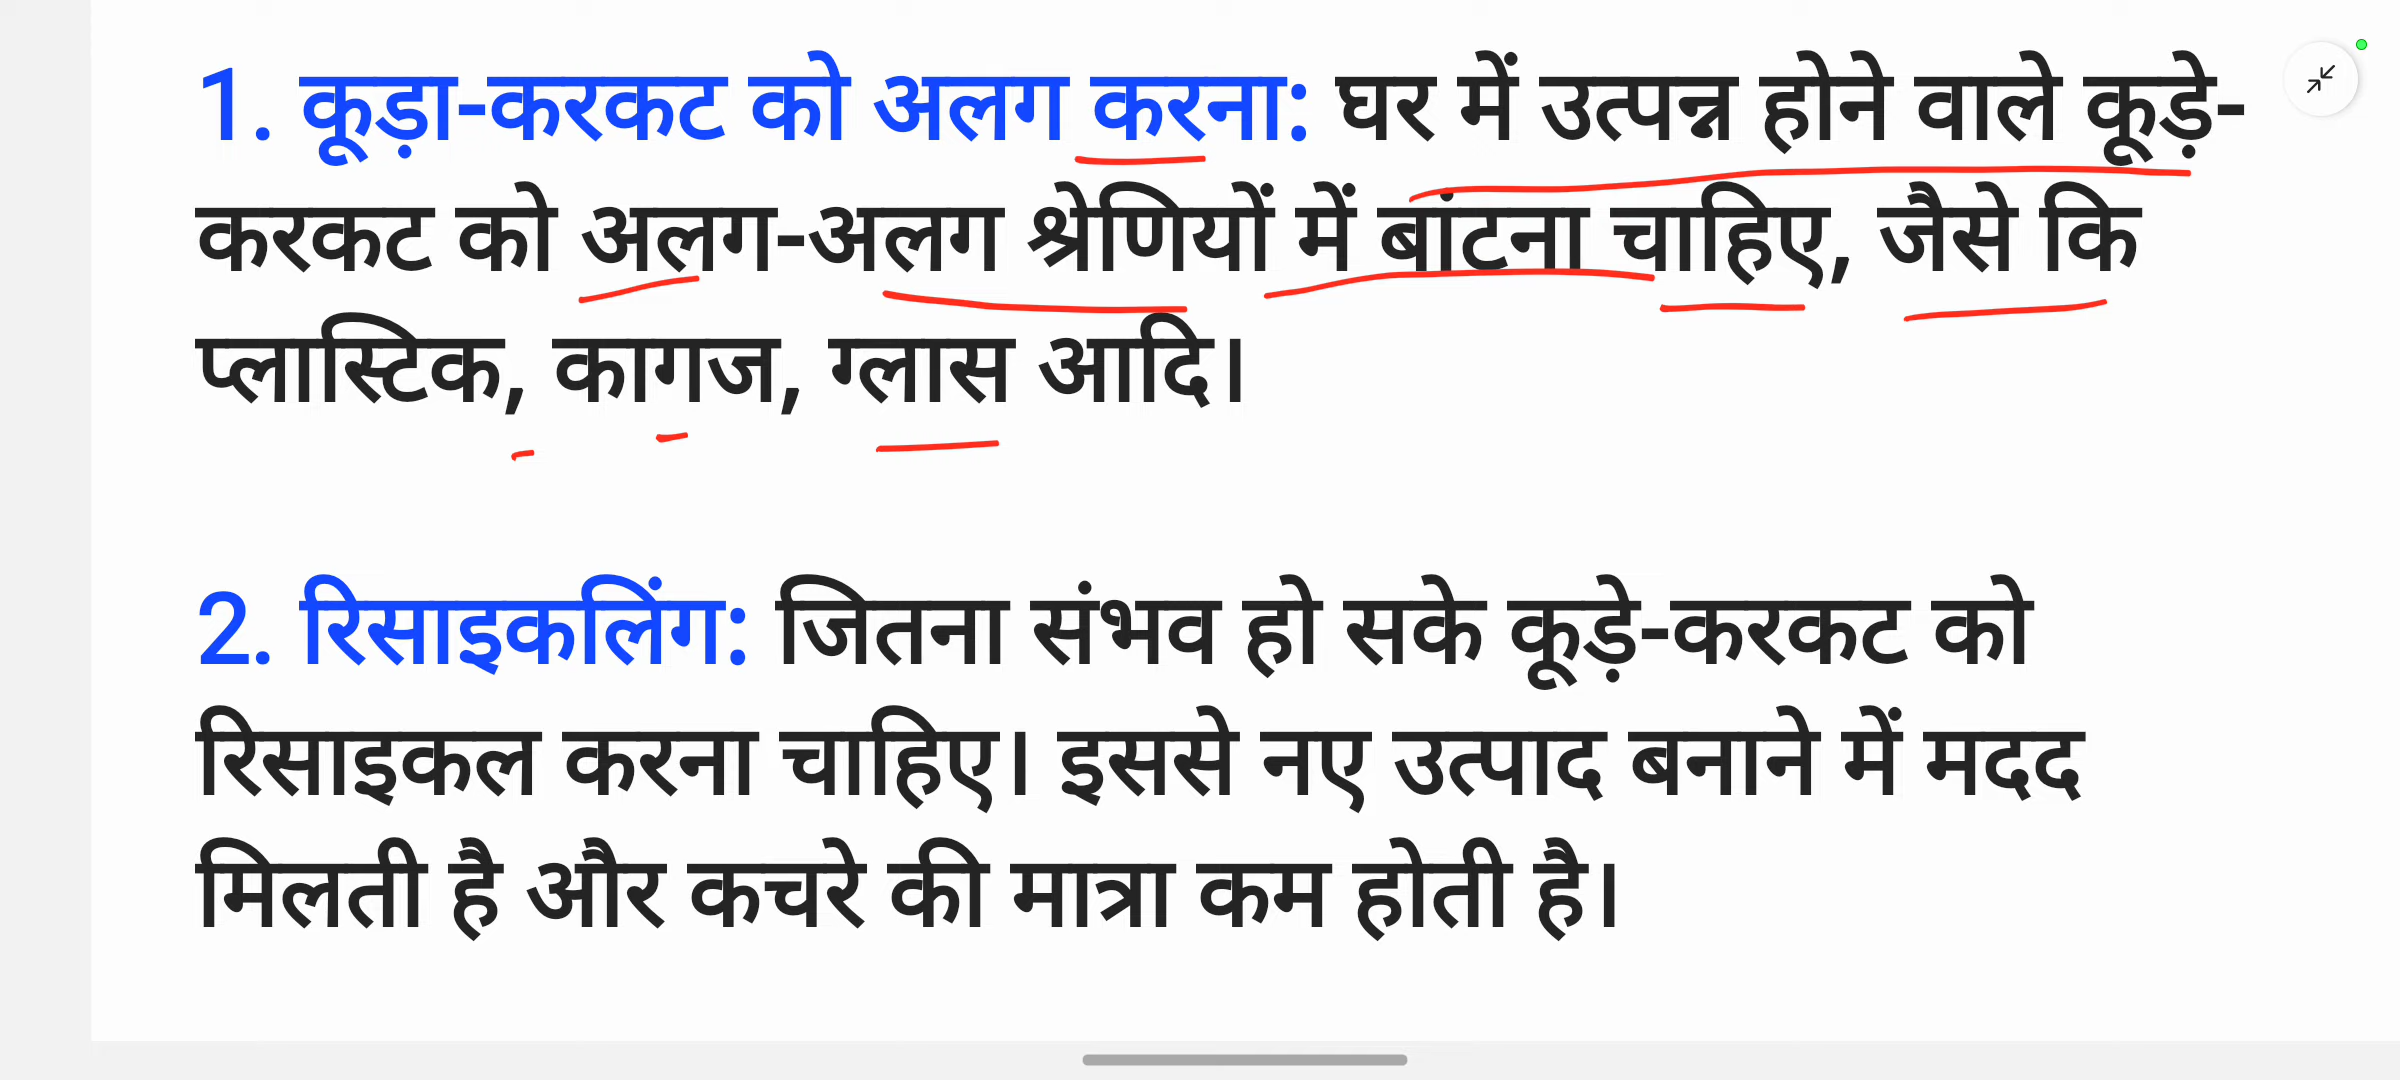 1. कूड़ा-करकट को अलग करना: घर में उत्पन्न होने वाले कूड़े-
करकट को अलग-अलग श्रेणियों में बांटना चाहिए, जैसे कि
प्लास्टिक, कागज, ग्लास आदि।
2. रिसाइकलिंग: जितना संभव हो सके कूड़े-करकट को
रिसाइकल करना चाहिए। इससे नए उत्पाद बनाने में मदद
मिलती है और कचरे की मात्रा कम होती है।